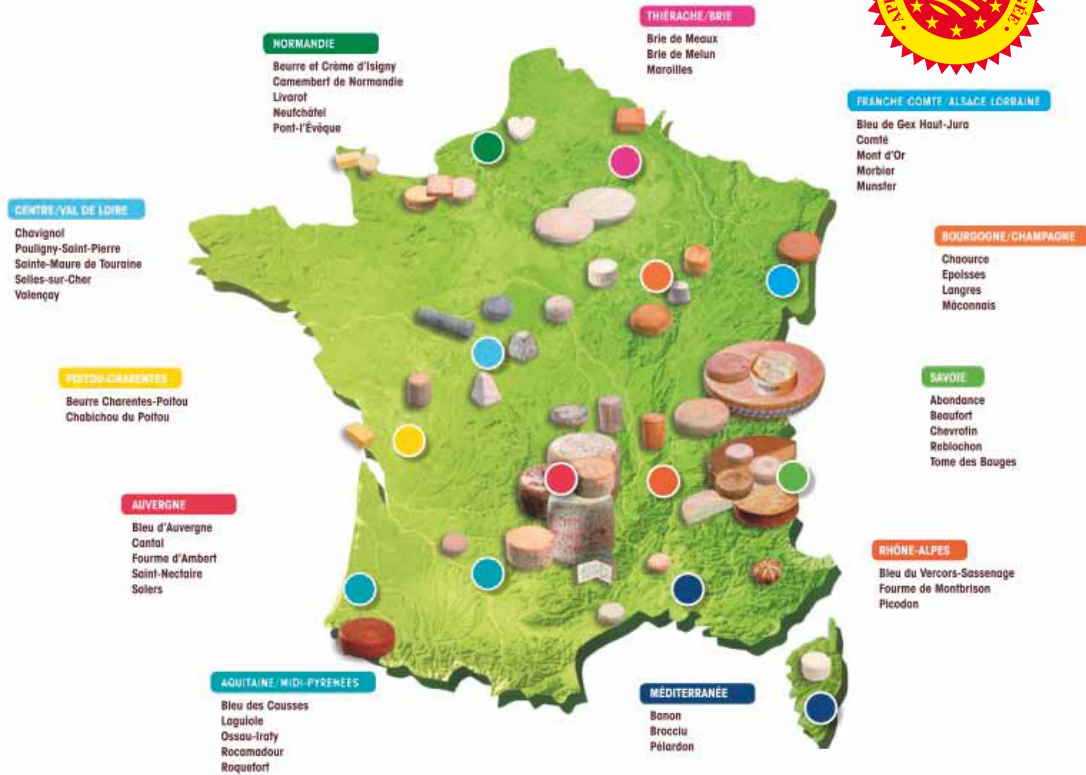 THIÉRACHE/BRIE
Brie de Meaux
Brie de Melun
Maroilles
NORMANDIE
Beurre et Crème d'Isigny
Camembert de Normandie
Livarot
Neufchâtel
Pont-l'Évêque
FRANCHE-COMTE/ALSACE LORRAINE
Bleu de Gex Haut-Jura
Comté
Mont d'Or
Morbier
Munster
CENTRE/VAL DE LOIRE
Chavignol
Pouligny-Saint-Pierre
Sainte-Maure de Touraine
Selles-sur-Cher
Valençay
BOURGOGNE/CHAMPAGNE
Chaource
Epoisses
Langres
Mâconnais
POITOU-CHARENTES
Beurre Charentes-Poitou
Chabichou du Poitou
SAVOIE
Abondance
Beaufort
Chevrotin
Reblochon
Tome des Bauges
AUVERGNE
Bleu d'Auvergne
Cantal
Fourme d'Ambert
Saint-Nectaire
Salers
RHÔNE-ALPES
Bleu du Vercors-Sassenage
Fourme de Montbrison
Picodon
AQUITAINE/MIDI-PYRENEES
Bleu des Causses
Laguiole
Ossau-Iraty
Rocamadour
Roquefort
MÉDITERRANÉE
Banon
Brocciu
Pélardon